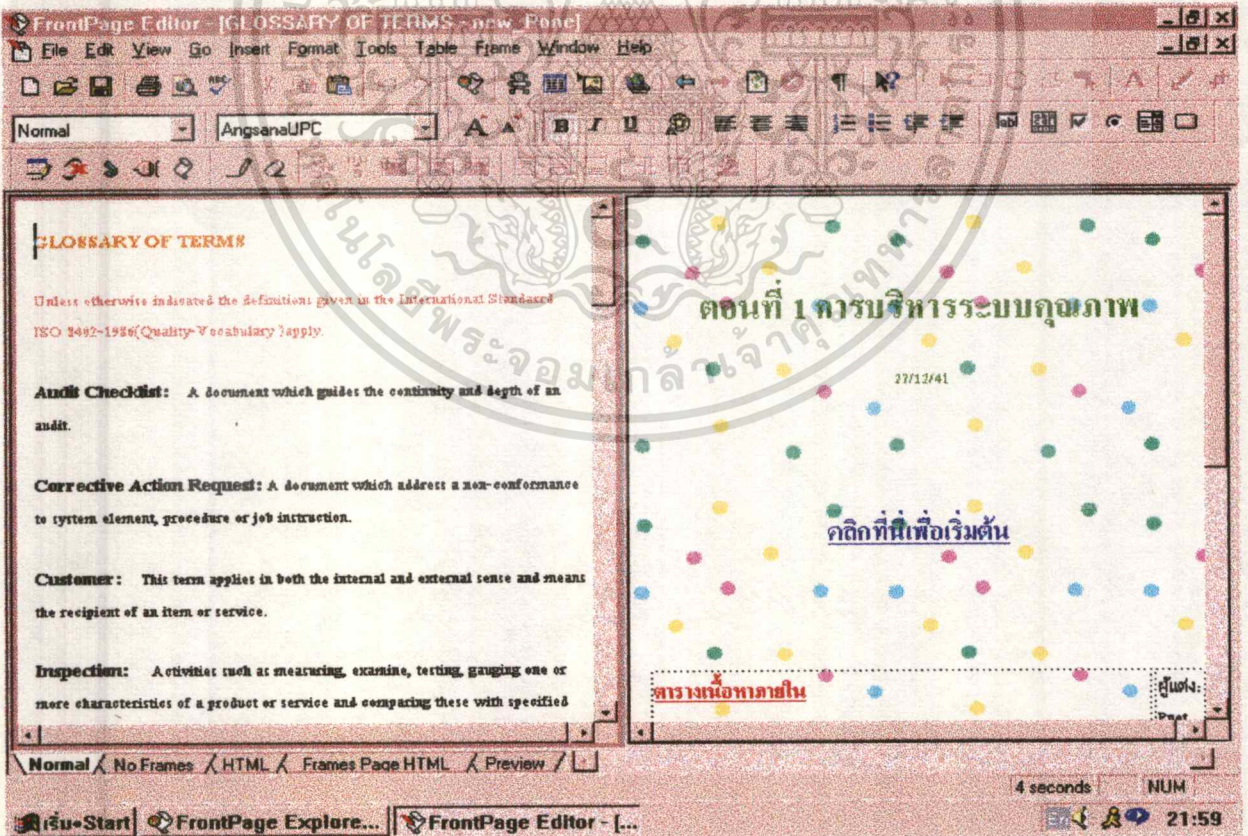 FrontPage Editor - [GLOSSARY OF TERMS - new_Pone]
File Edit View Go Insert Format Tools Table Frame Window Help
Normal AngsanaUPC
GLOSSARY OF TERMS
Unless otherwise indicated the definitions given in the International Standard
ISO 8402-1986(Quality-Vocabulary )apply.
Audit Checklist: A document which guides the continuity and depth of an
audit.
Corrective Action Request: A document which address a non-conformance
to system element, procedure or job instruction.
Customer: This term applies in both the internal and external sense and means
the recipient of an item or service.
Inspection: Activities such as measuring, examine, testing, gauging one or
more characteristics of a product or service and comparing these with specified
ตอนที่ 1 การบริหารระบบคุณภาพ
27/12/41
คลิกที่นี่เพื่อเริ่มต้น
ตารางเนื้อหาภายใน
ผู้แต่ง:
Normal No Frames HTML Frames Page HTML Preview
4 seconds NUM
เริ่ม•Start FrontPage Explore... FrontPage Editor - [...
En 21:59